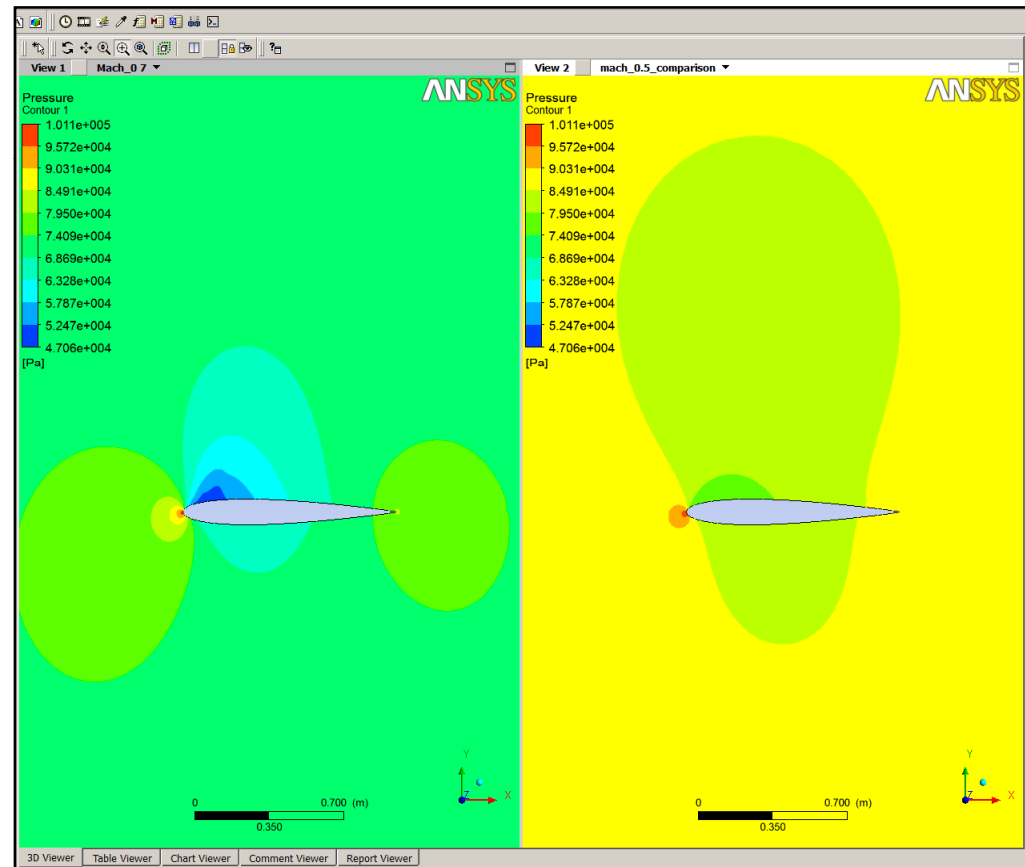 View 1 Mach_0 7
ANSYS
Pressure
Contour 1
1.011e+005
9.572e+004
9.031e+004
8.491e+004
7.950e+004
7.409e+004
6.869e+004
6.328e+004
5.787e+004
5.247e+004
4.706e+004
[Pa]
Y
Z X
0 0.700 (m)
0.350
View 2 mach_0.5_comparison
ANSYS
Pressure
Contour 1
1.011e+005
9.572e+004
9.031e+004
8.491e+004
7.950e+004
7.409e+004
6.869e+004
6.328e+004
5.787e+004
5.247e+004
4.706e+004
[Pa]
Y
Z X
0 0.700 (m)
0.350
3D Viewer Table Viewer Chart Viewer Comment Viewer Report Viewer